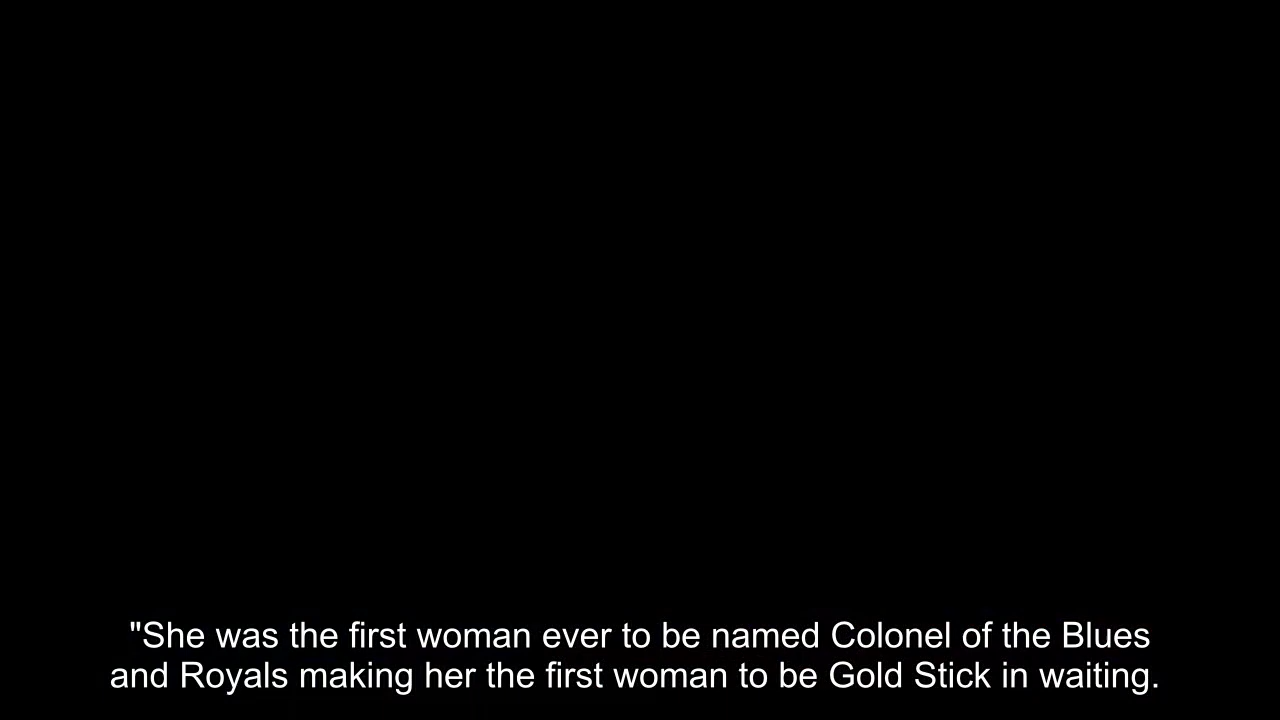 "She was the first woman ever to be named Colonel of the Blues
and Royals making her the first woman to be Gold Stick in waiting.